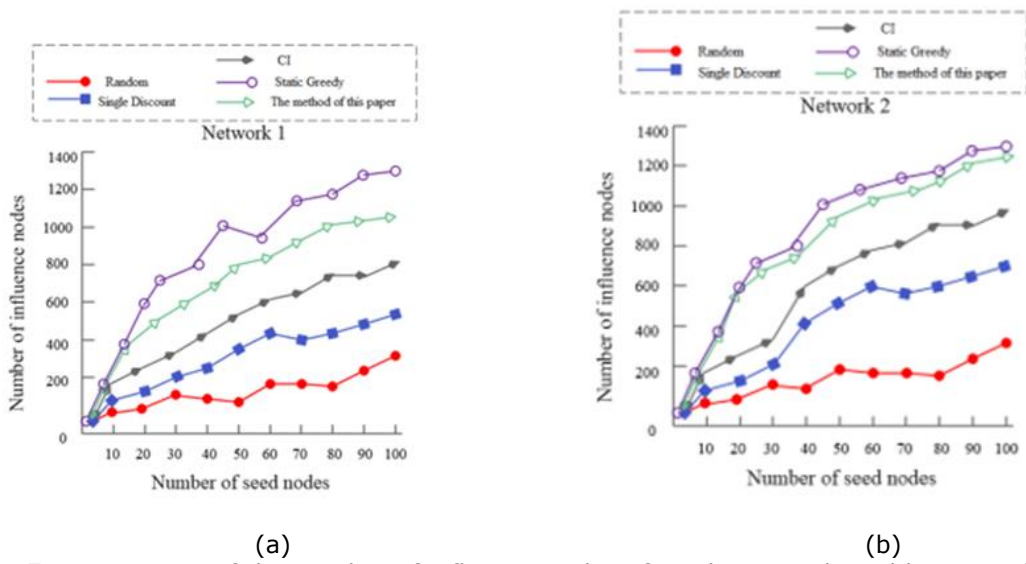 CI
Random
Static Greedy
Single Discount
The method of this paper
Network 1
1400
1200
1000
800
600
400
200
0
10 20 30 40 50 60 70 80 90 100
Number of influence nodes
Number of seed nodes
(a)
CI
Random
Static Greedy
Single Discount
The method of this paper
Network 2
1400
1200
1000
800
600
400
200
0
10 20 30 40 50 60 70 80 90 100
Number of influence nodes
Number of seed nodes
(b)